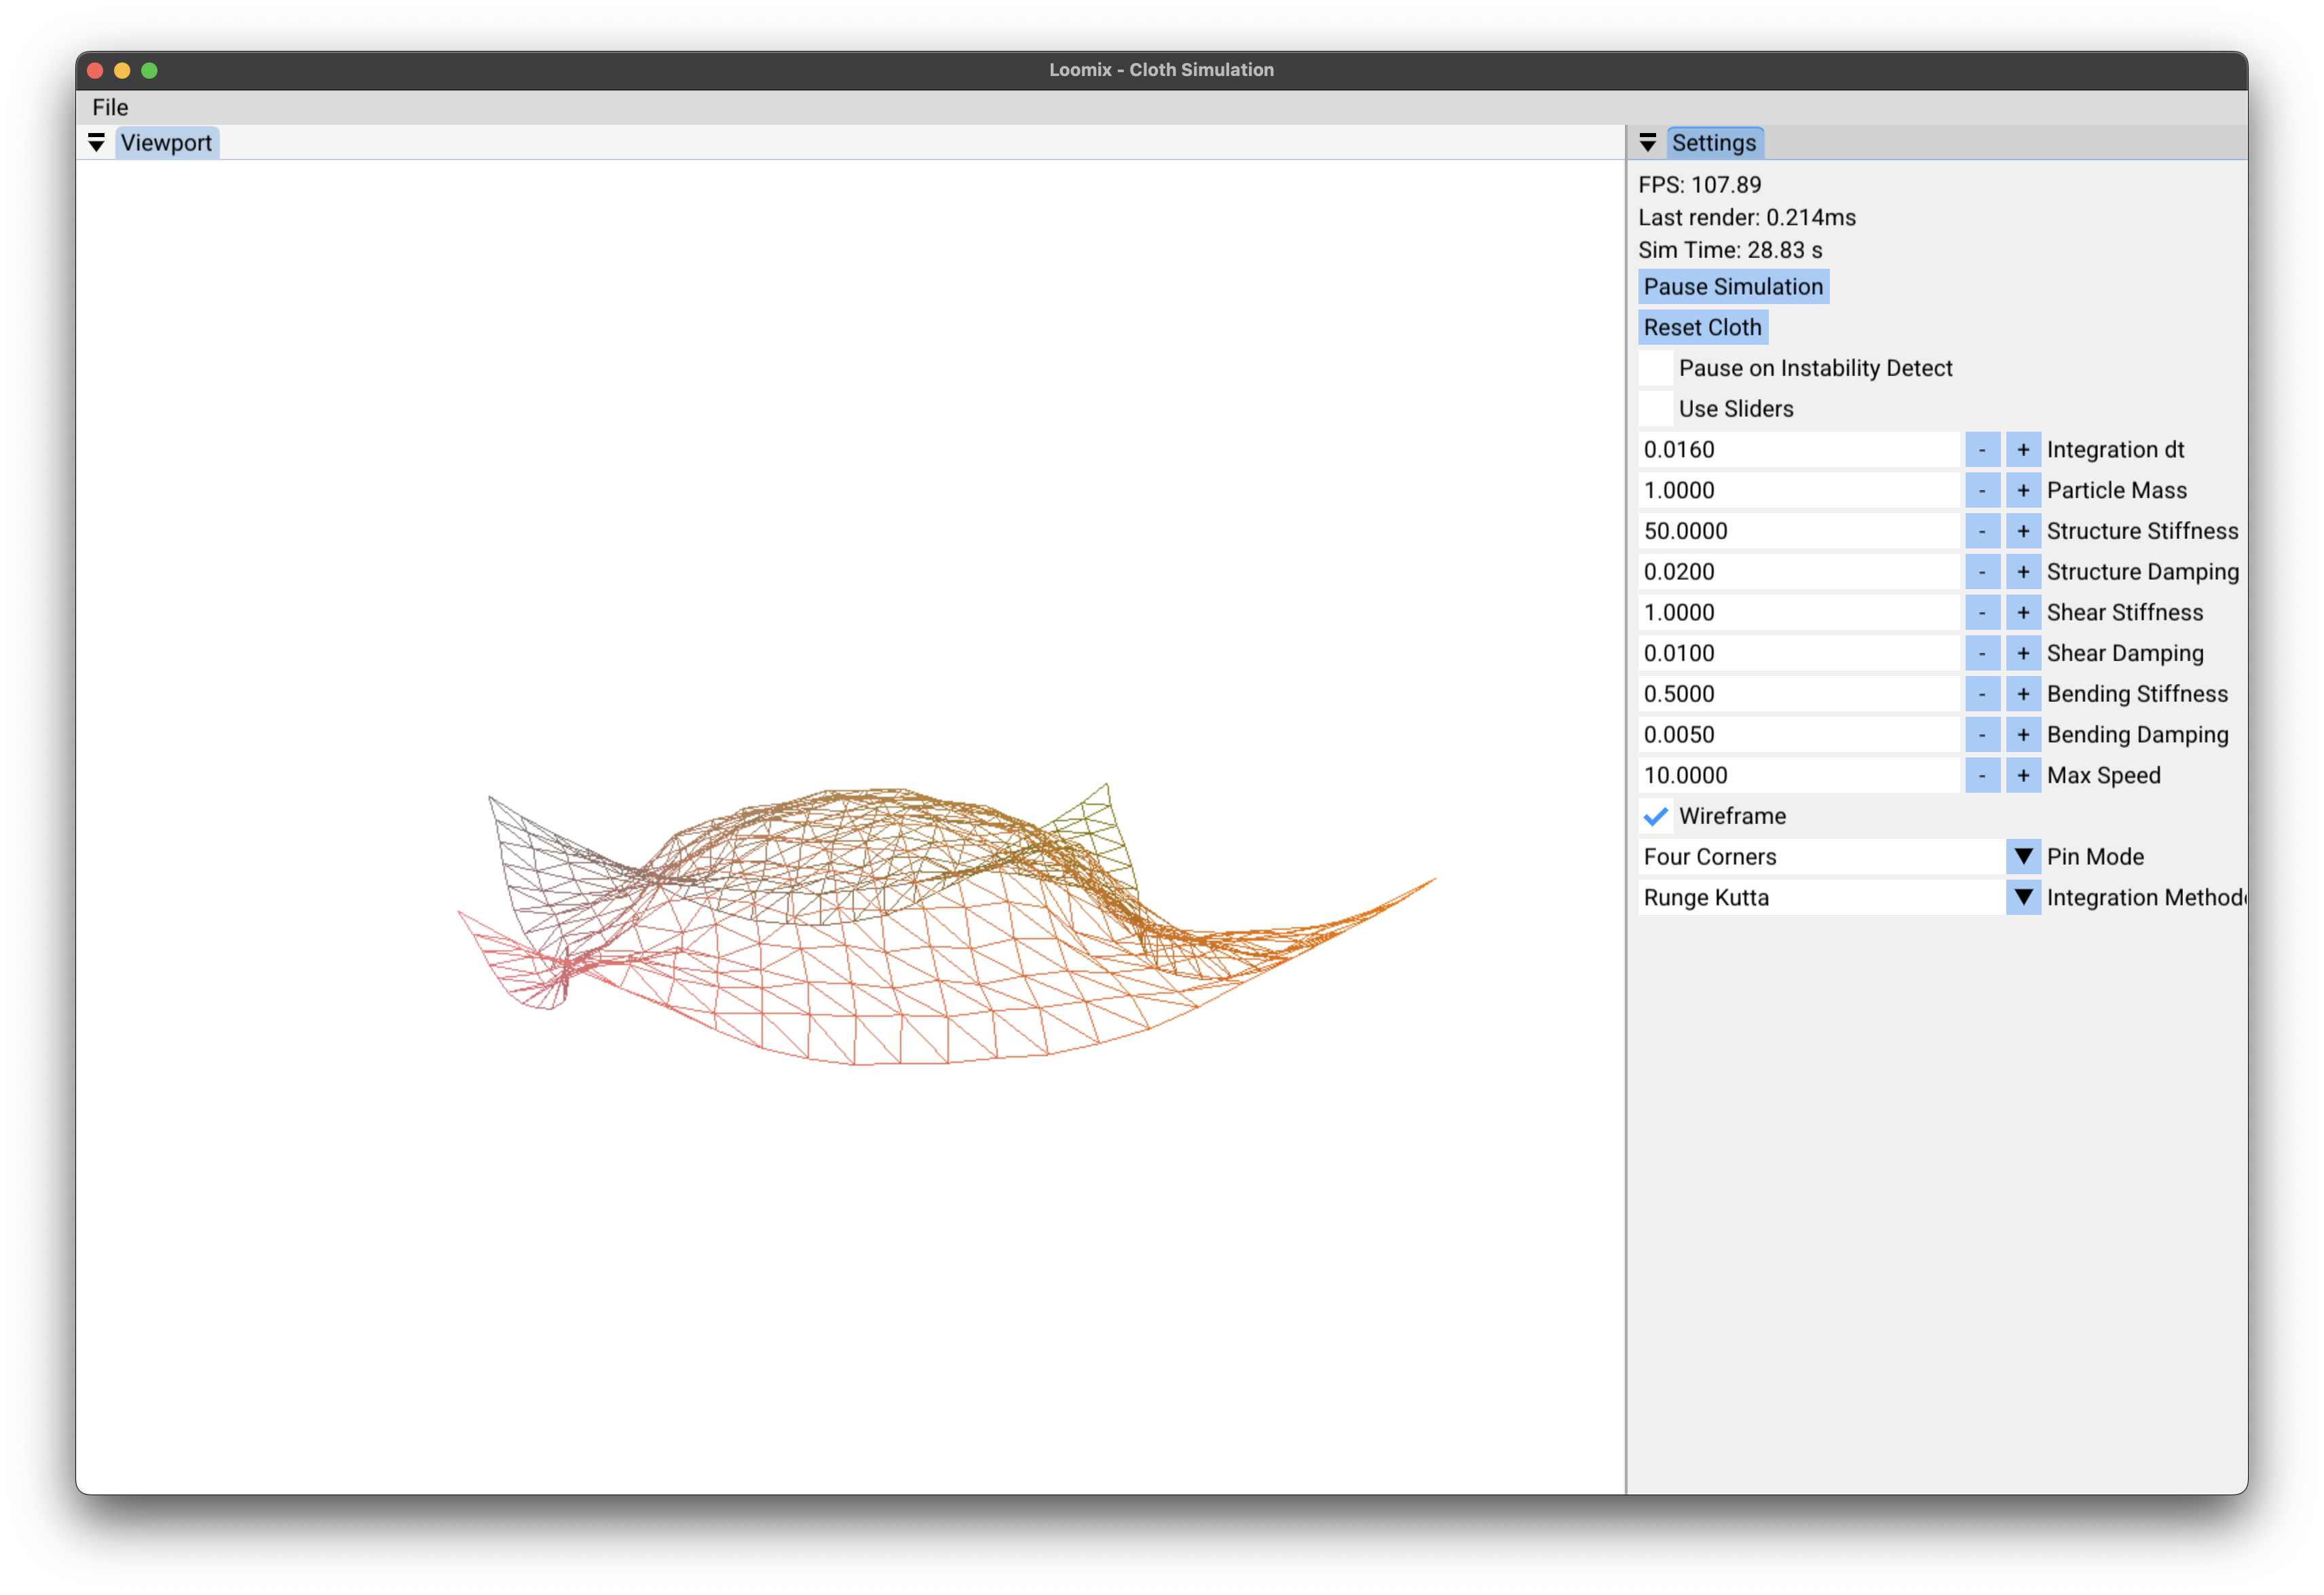 Loomix - Cloth Simulation
File
Viewport
Settings
FPS: 107.89
Last render: 0.214ms
Sim Time: 28.83 s
Pause Simulation
Reset Cloth
Pause on Instability Detect
Use Sliders
0.0160 - + Integration dt
1.0000 - + Particle Mass
50.0000 - + Structure Stiffness
0.0200 - + Structure Damping
1.0000 - + Shear Stiffness
0.0100 - + Shear Damping
0.5000 - + Bending Stiffness
0.0050 - + Bending Damping
10.0000 - + Max Speed
Wireframe
Four Corners Pin Mode
Runge Kutta Integration Method